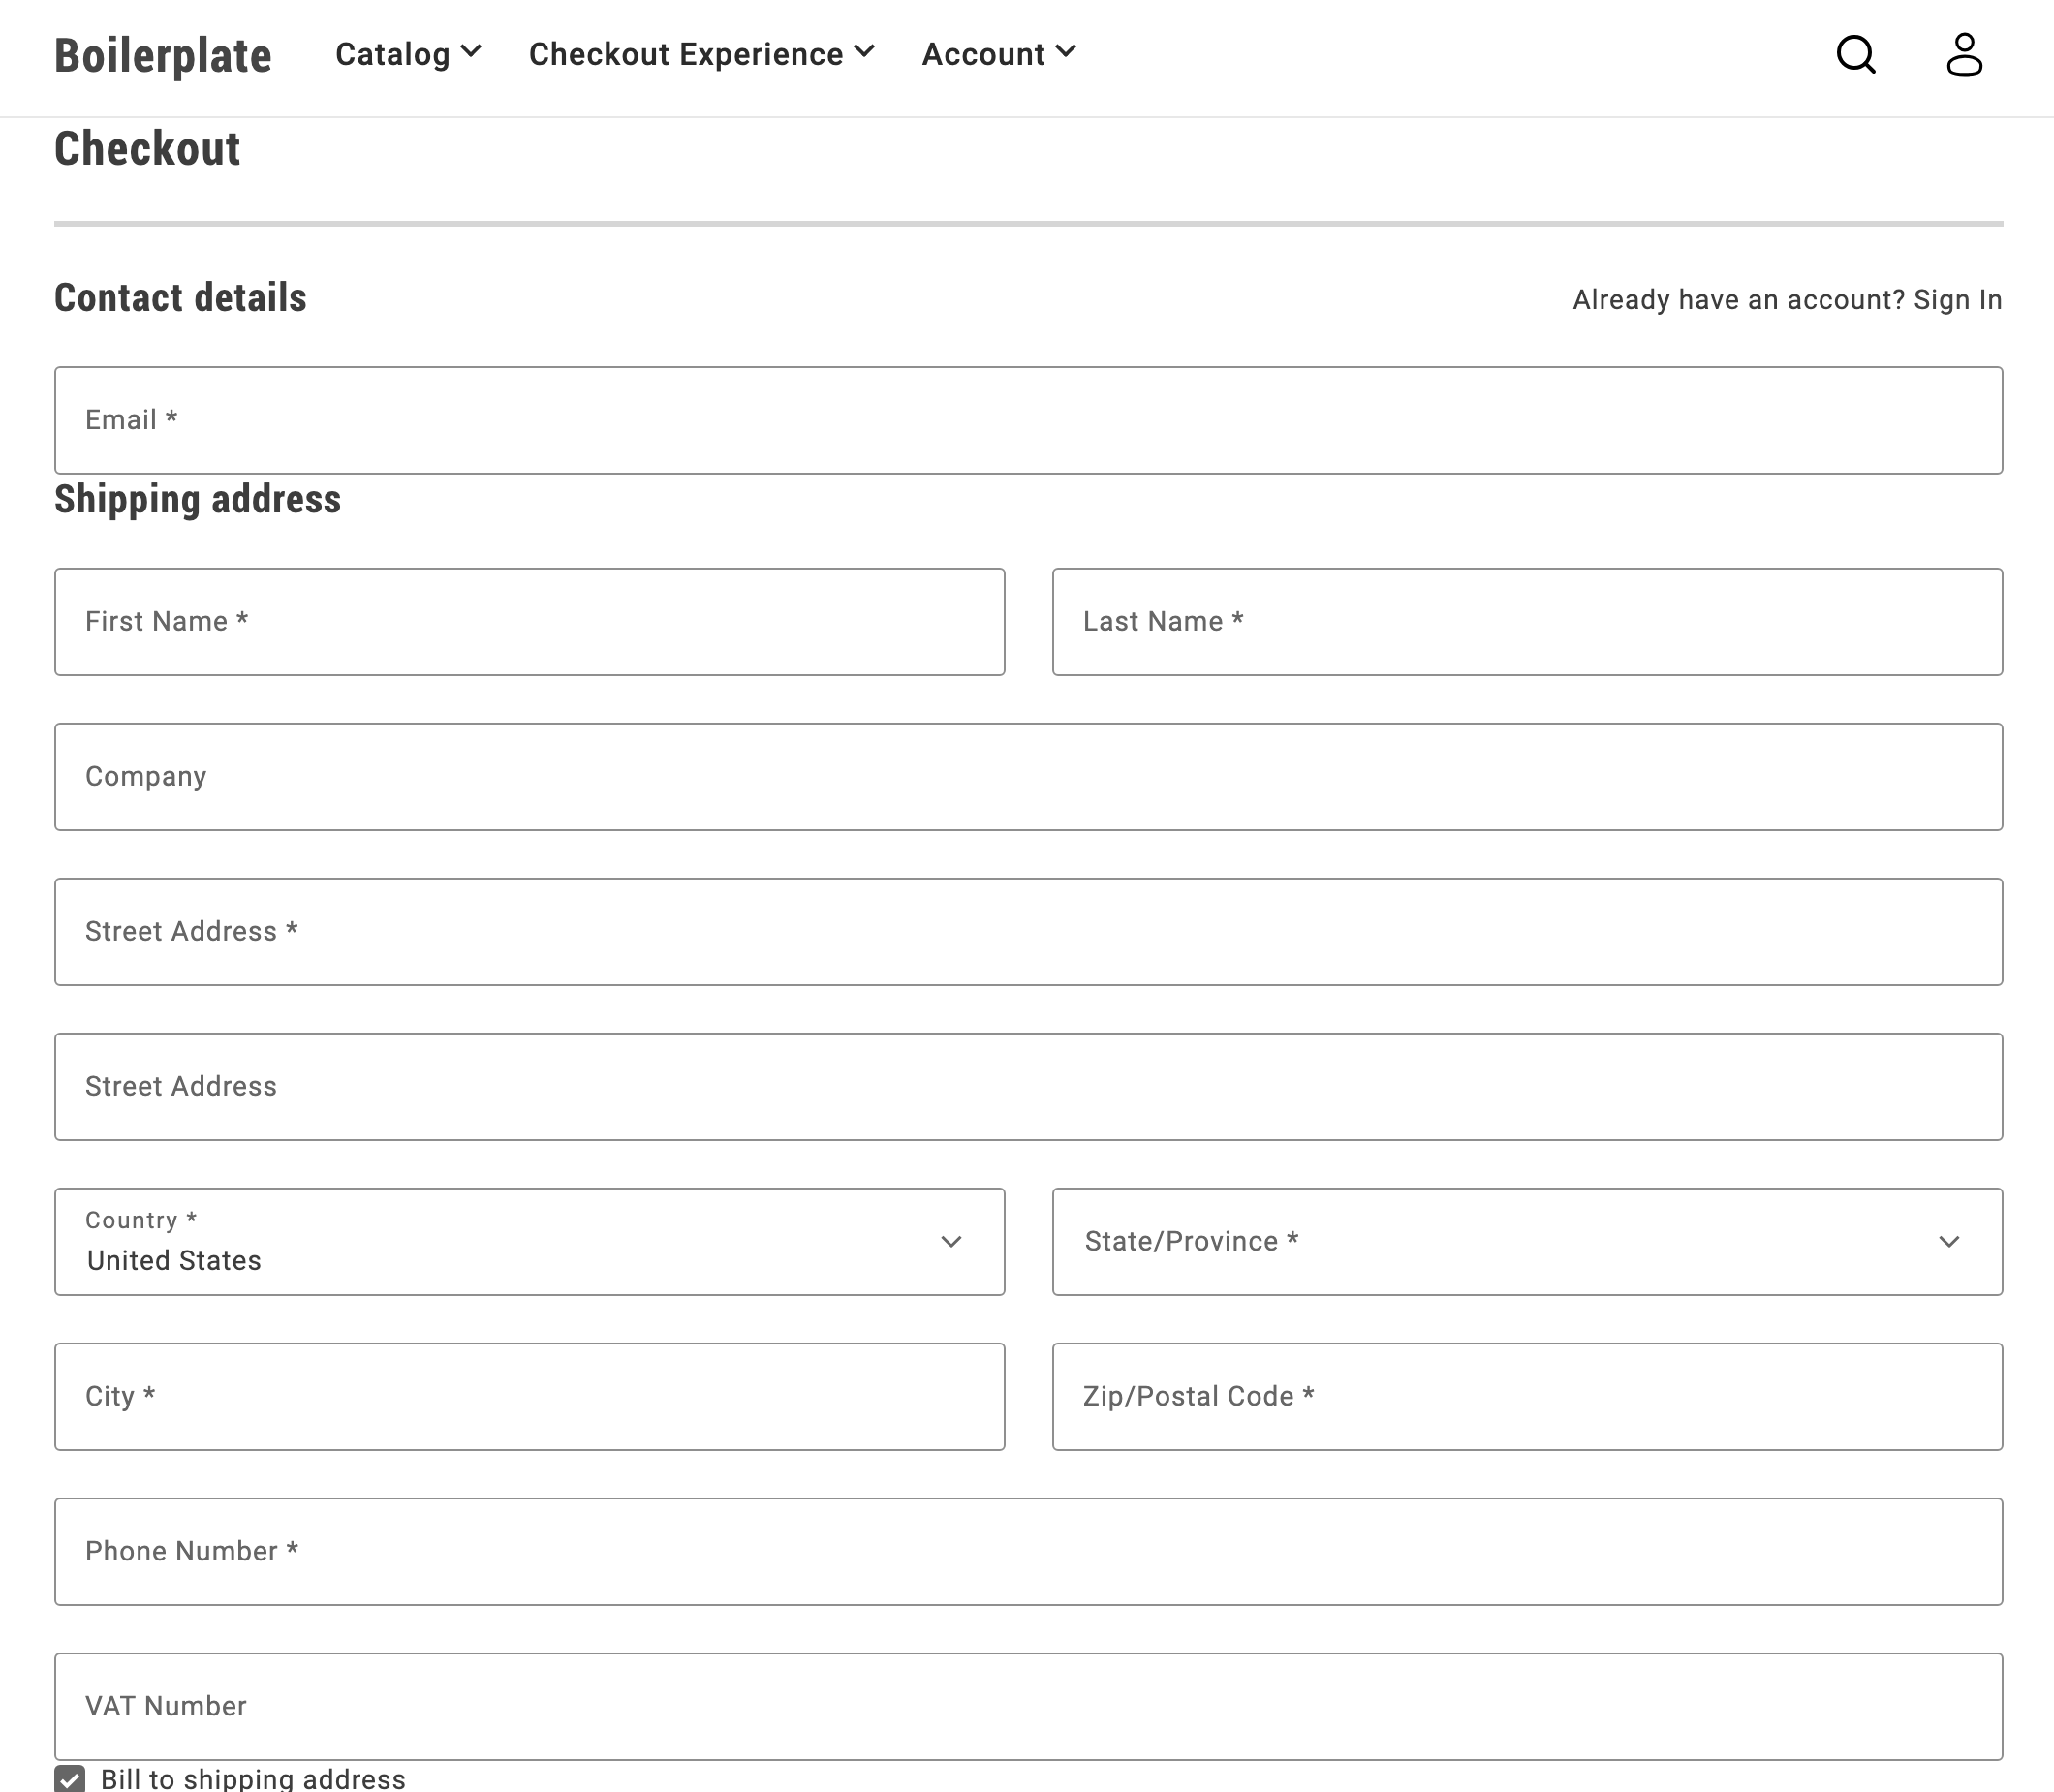 Boilerplate Catalog Checkout Experience Account
Checkout
Contact details Already have an account? Sign In
Email *
Shipping address
First Name * Last Name *
Company
Street Address *
Street Address
Country *
United States
State/Province *
City * Zip/Postal Code *
Phone Number *
VAT Number
Bill to shipping address